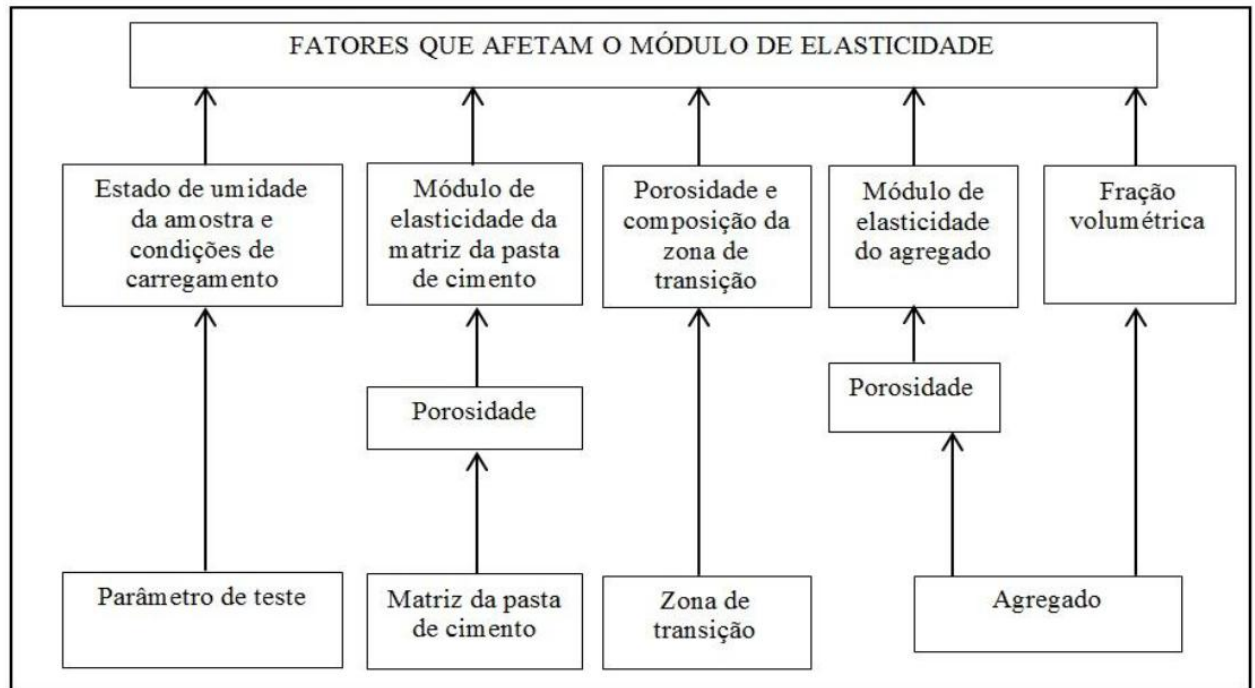 FATORES QUE AFETAM O MÓDULO DE ELASTICIDADE
Estado de umidade
da amostra e
condições de
carregamento
Módulo de
elasticidade da
matriz da pasta
de cimento
Porosidade e
composição da
zona de
transição
Módulo de
elasticidade
do agregado
Fração
volumétrica
Porosidade
Porosidade
Parâmetro de teste
Matriz da pasta
de cimento
Zona de
transição
Agregado